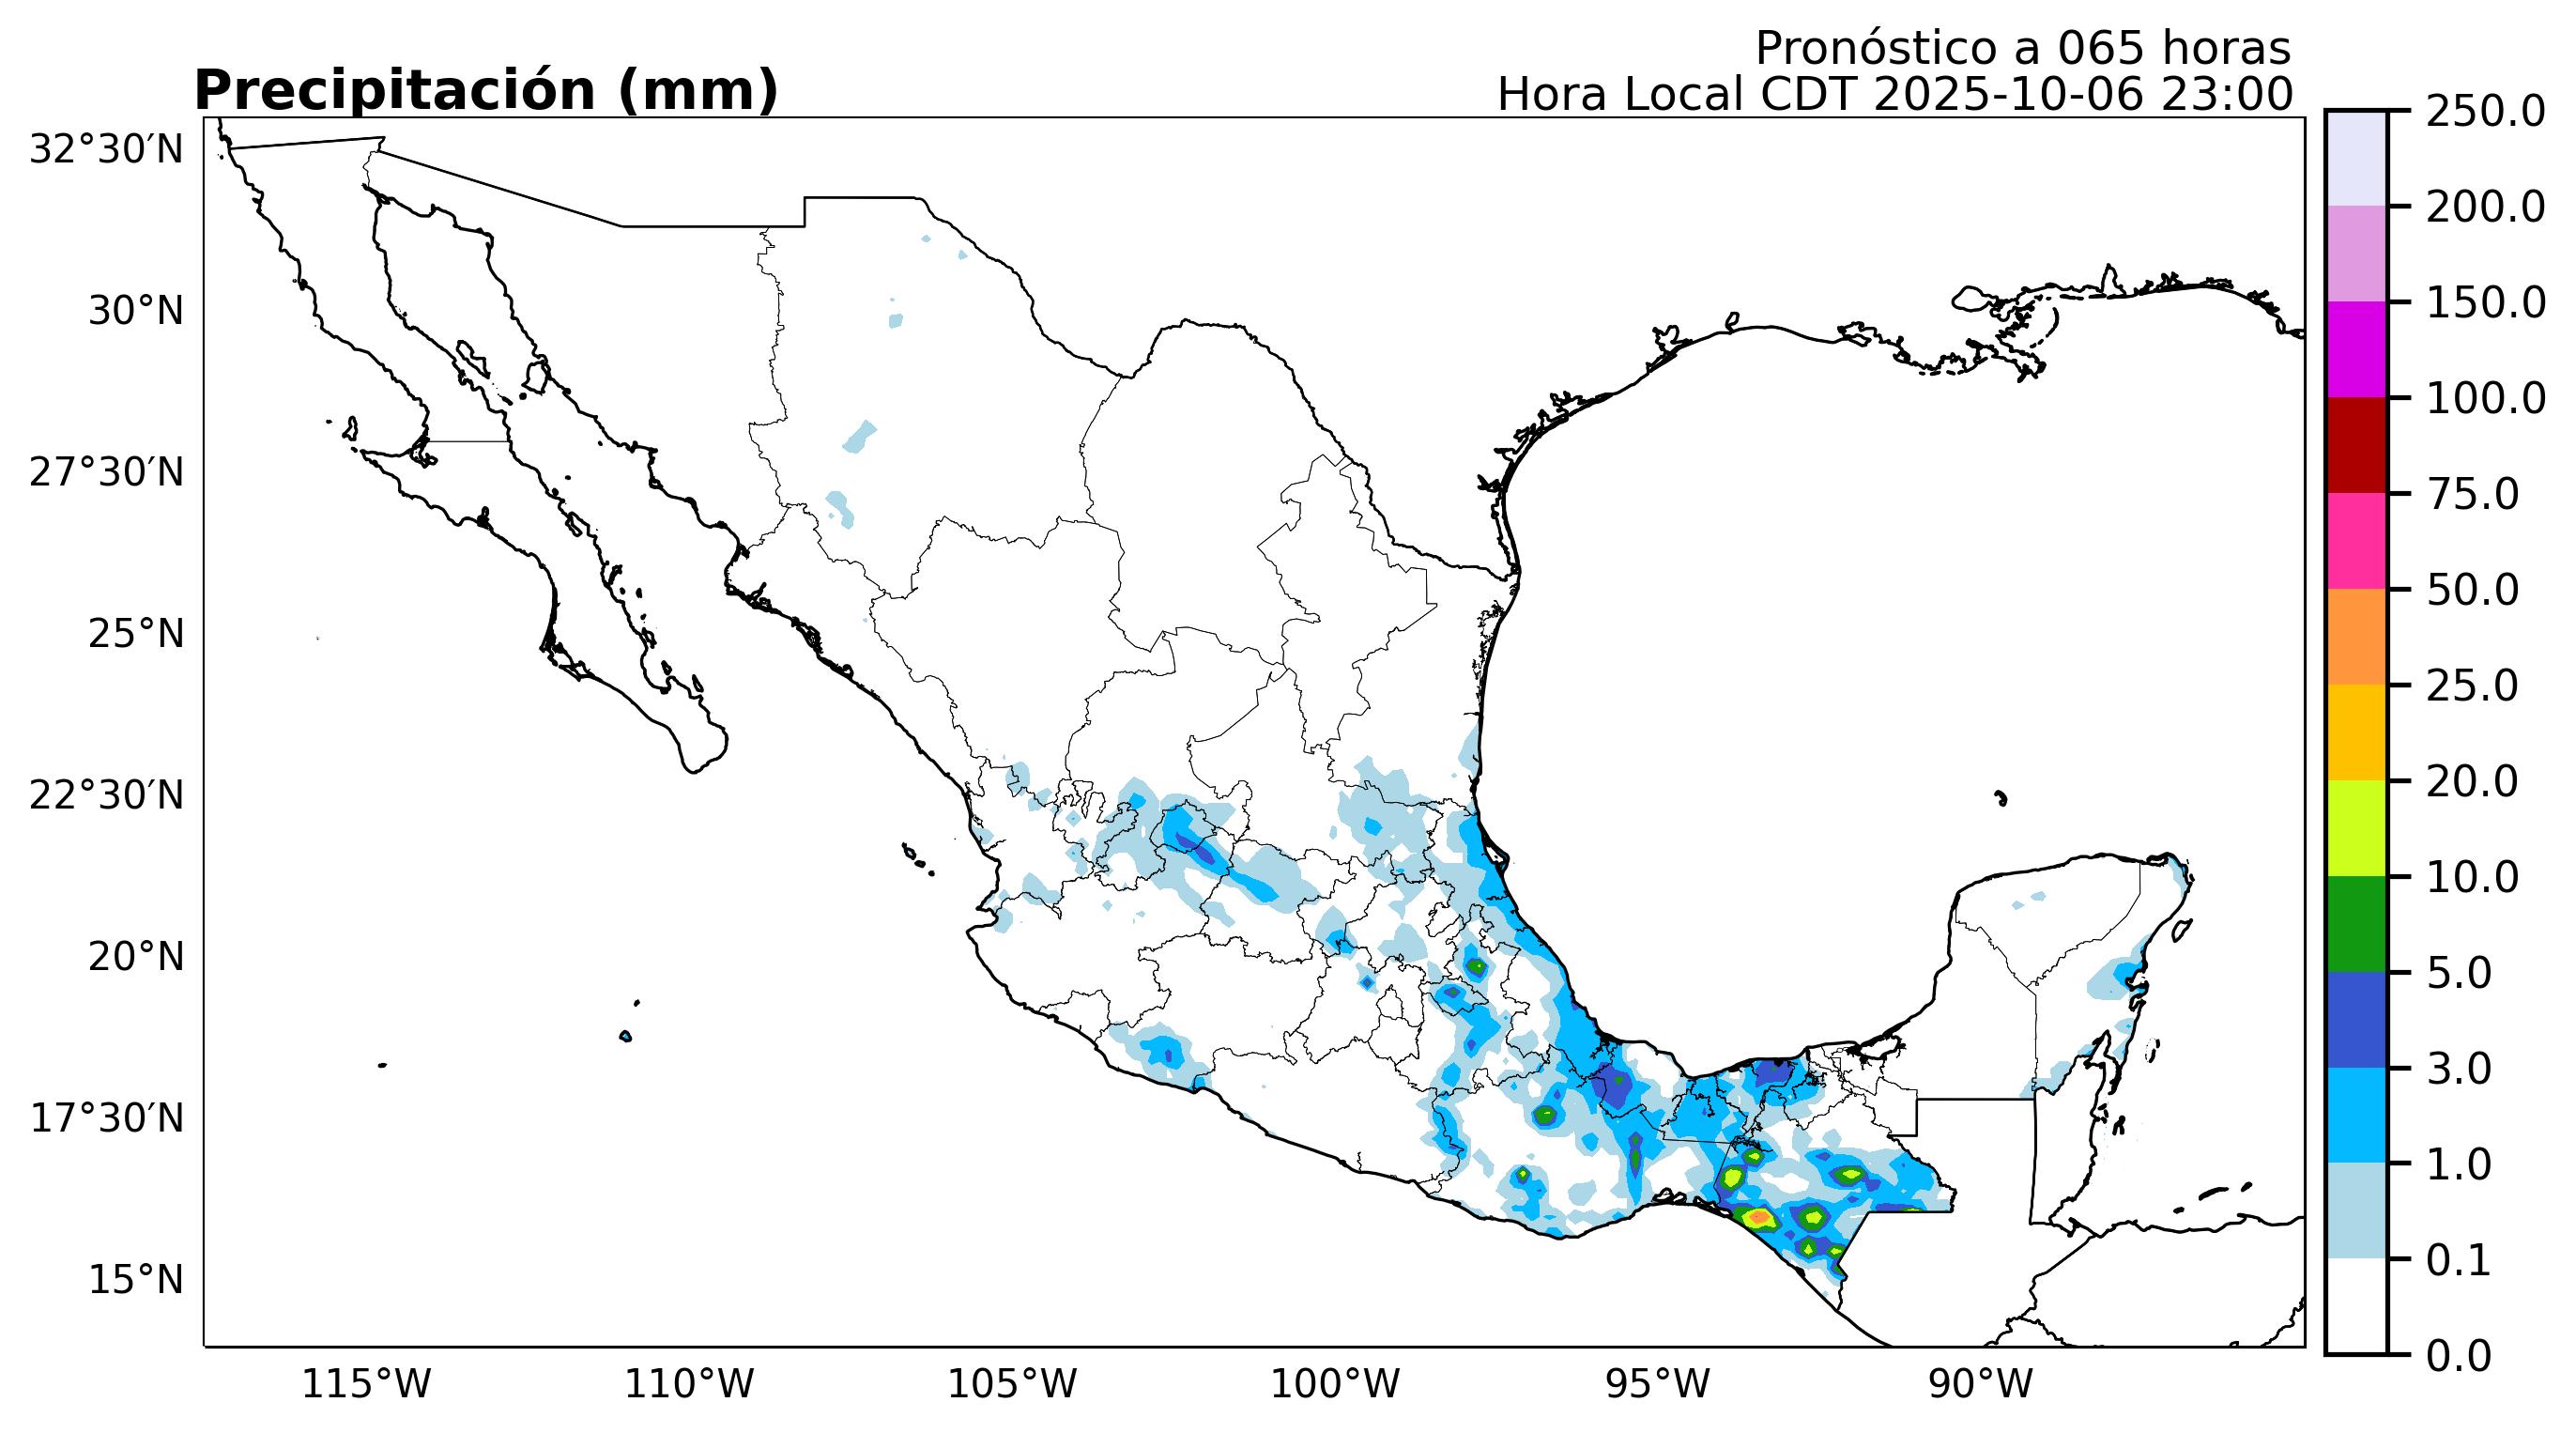 Pronóstico a 065 horas
Precipitación (mm)
Hora Local CDT 2025-10-06 23:00
32°30′N
30°N
27°30′N
25°N
22°30′N
20°N
17°30′N
15°N
115°W
110°W
105°W
100°W
95°W
90°W
250.0
200.0
150.0
100.0
75.0
50.0
25.0
20.0
10.0
5.0
3.0
1.0
0.1
0.0